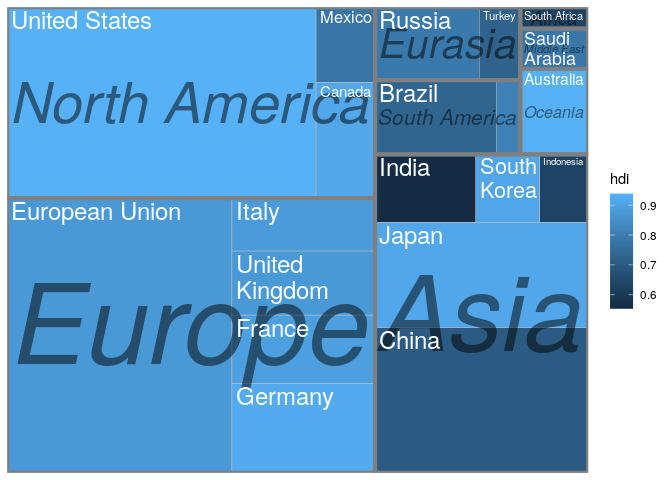 United States
Mexico
Canada
North America
Russia
Turkey
Eurasia
South Africa
Africa
Saudi
Arabia
Middle East
Brazil
South America
Australia
Oceania
European Union
Italy
United
Kingdom
France
Germany
Europe
India
South
Korea
Indonesia
Japan
China
Asia
hdi
0.9
0.8
0.7
0.6